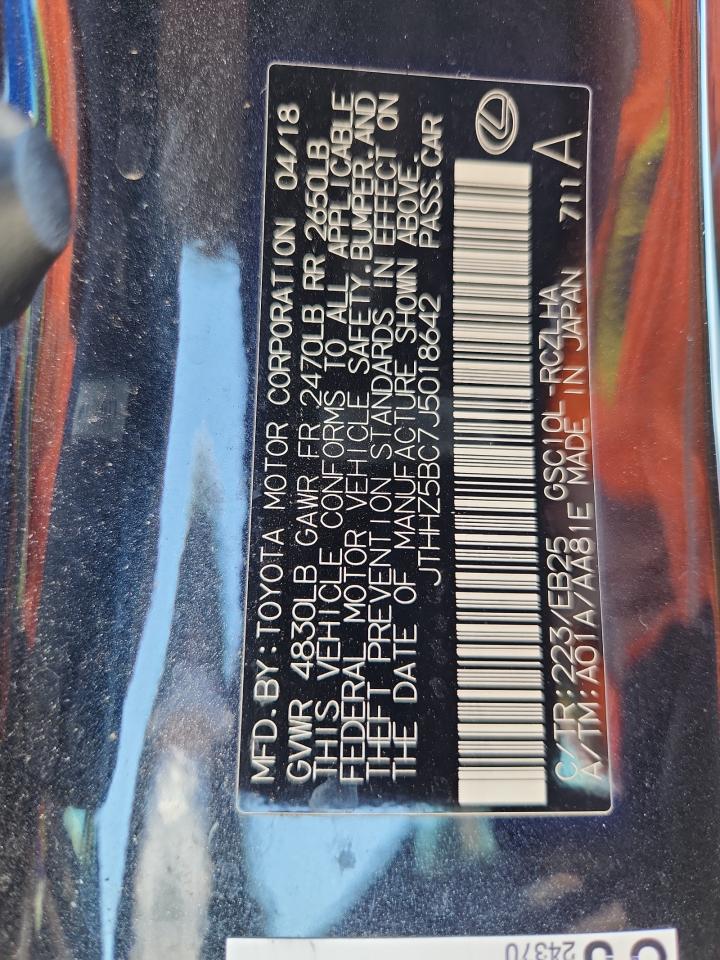 MFD. BY: TOYOTA MOTOR CORPORATION 04/18
GVWR 4830LB GAWR FR 2470LB RR 2650LB
THIS VEHICLE CONFORMS TO ALL APPLICABLE
FEDERAL MOTOR VEHICLE SAFETY.BUMPER.AND
THEFT PREVENTION STANDARDS IN EFFECT ON
THE DATE OF MANUFACTURE SHOWN ABOVE.
JTHHZ5BC7J5018642 PASS.CAR
C/TR:223/EB25 GSC10L -RCZLHA
A/TM:A01A/AA81E MADE IN JAPAN 711 A
24370